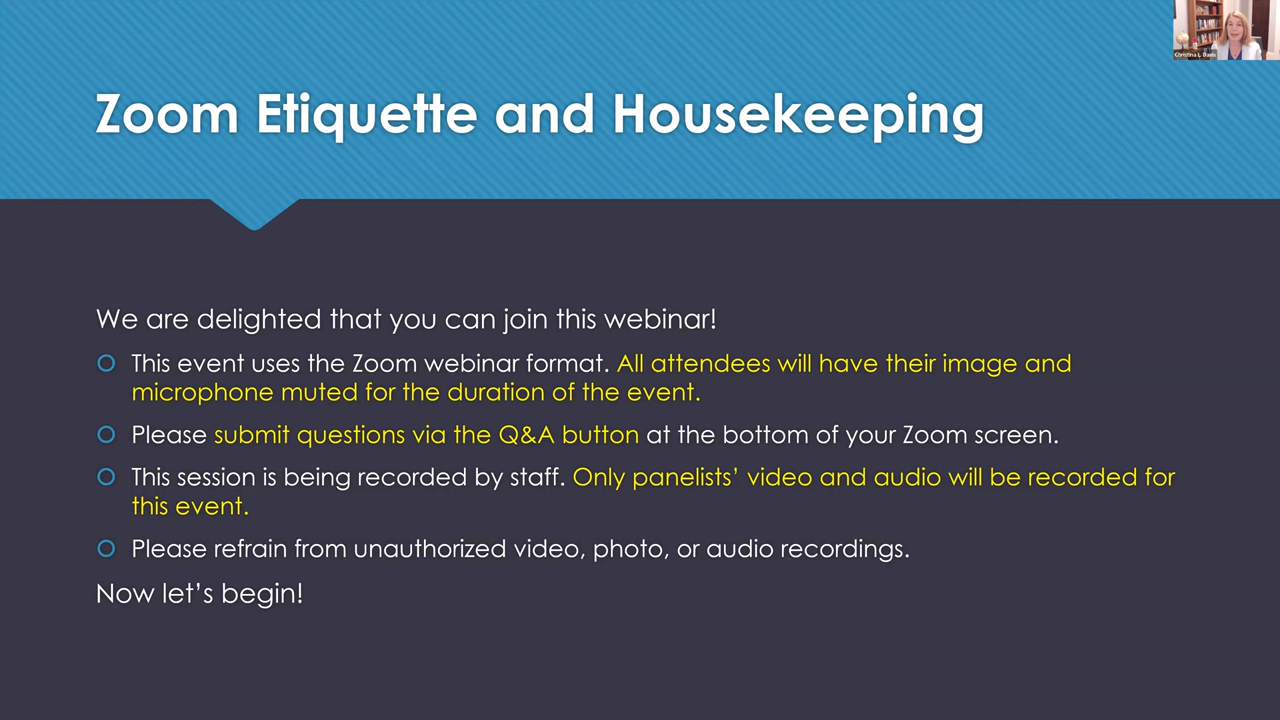 Christina L. Davis
Zoom Etiquette and Housekeeping
We are delighted that you can join this webinar!
This event uses the Zoom webinar format. All attendees will have their image and
microphone muted for the duration of the event.
Please submit questions via the Q&A button at the bottom of your Zoom screen.
This session is being recorded by staff. Only panelists’ video and audio will be recorded for
this event.
Please refrain from unauthorized video, photo, or audio recordings.
Now let’s begin!